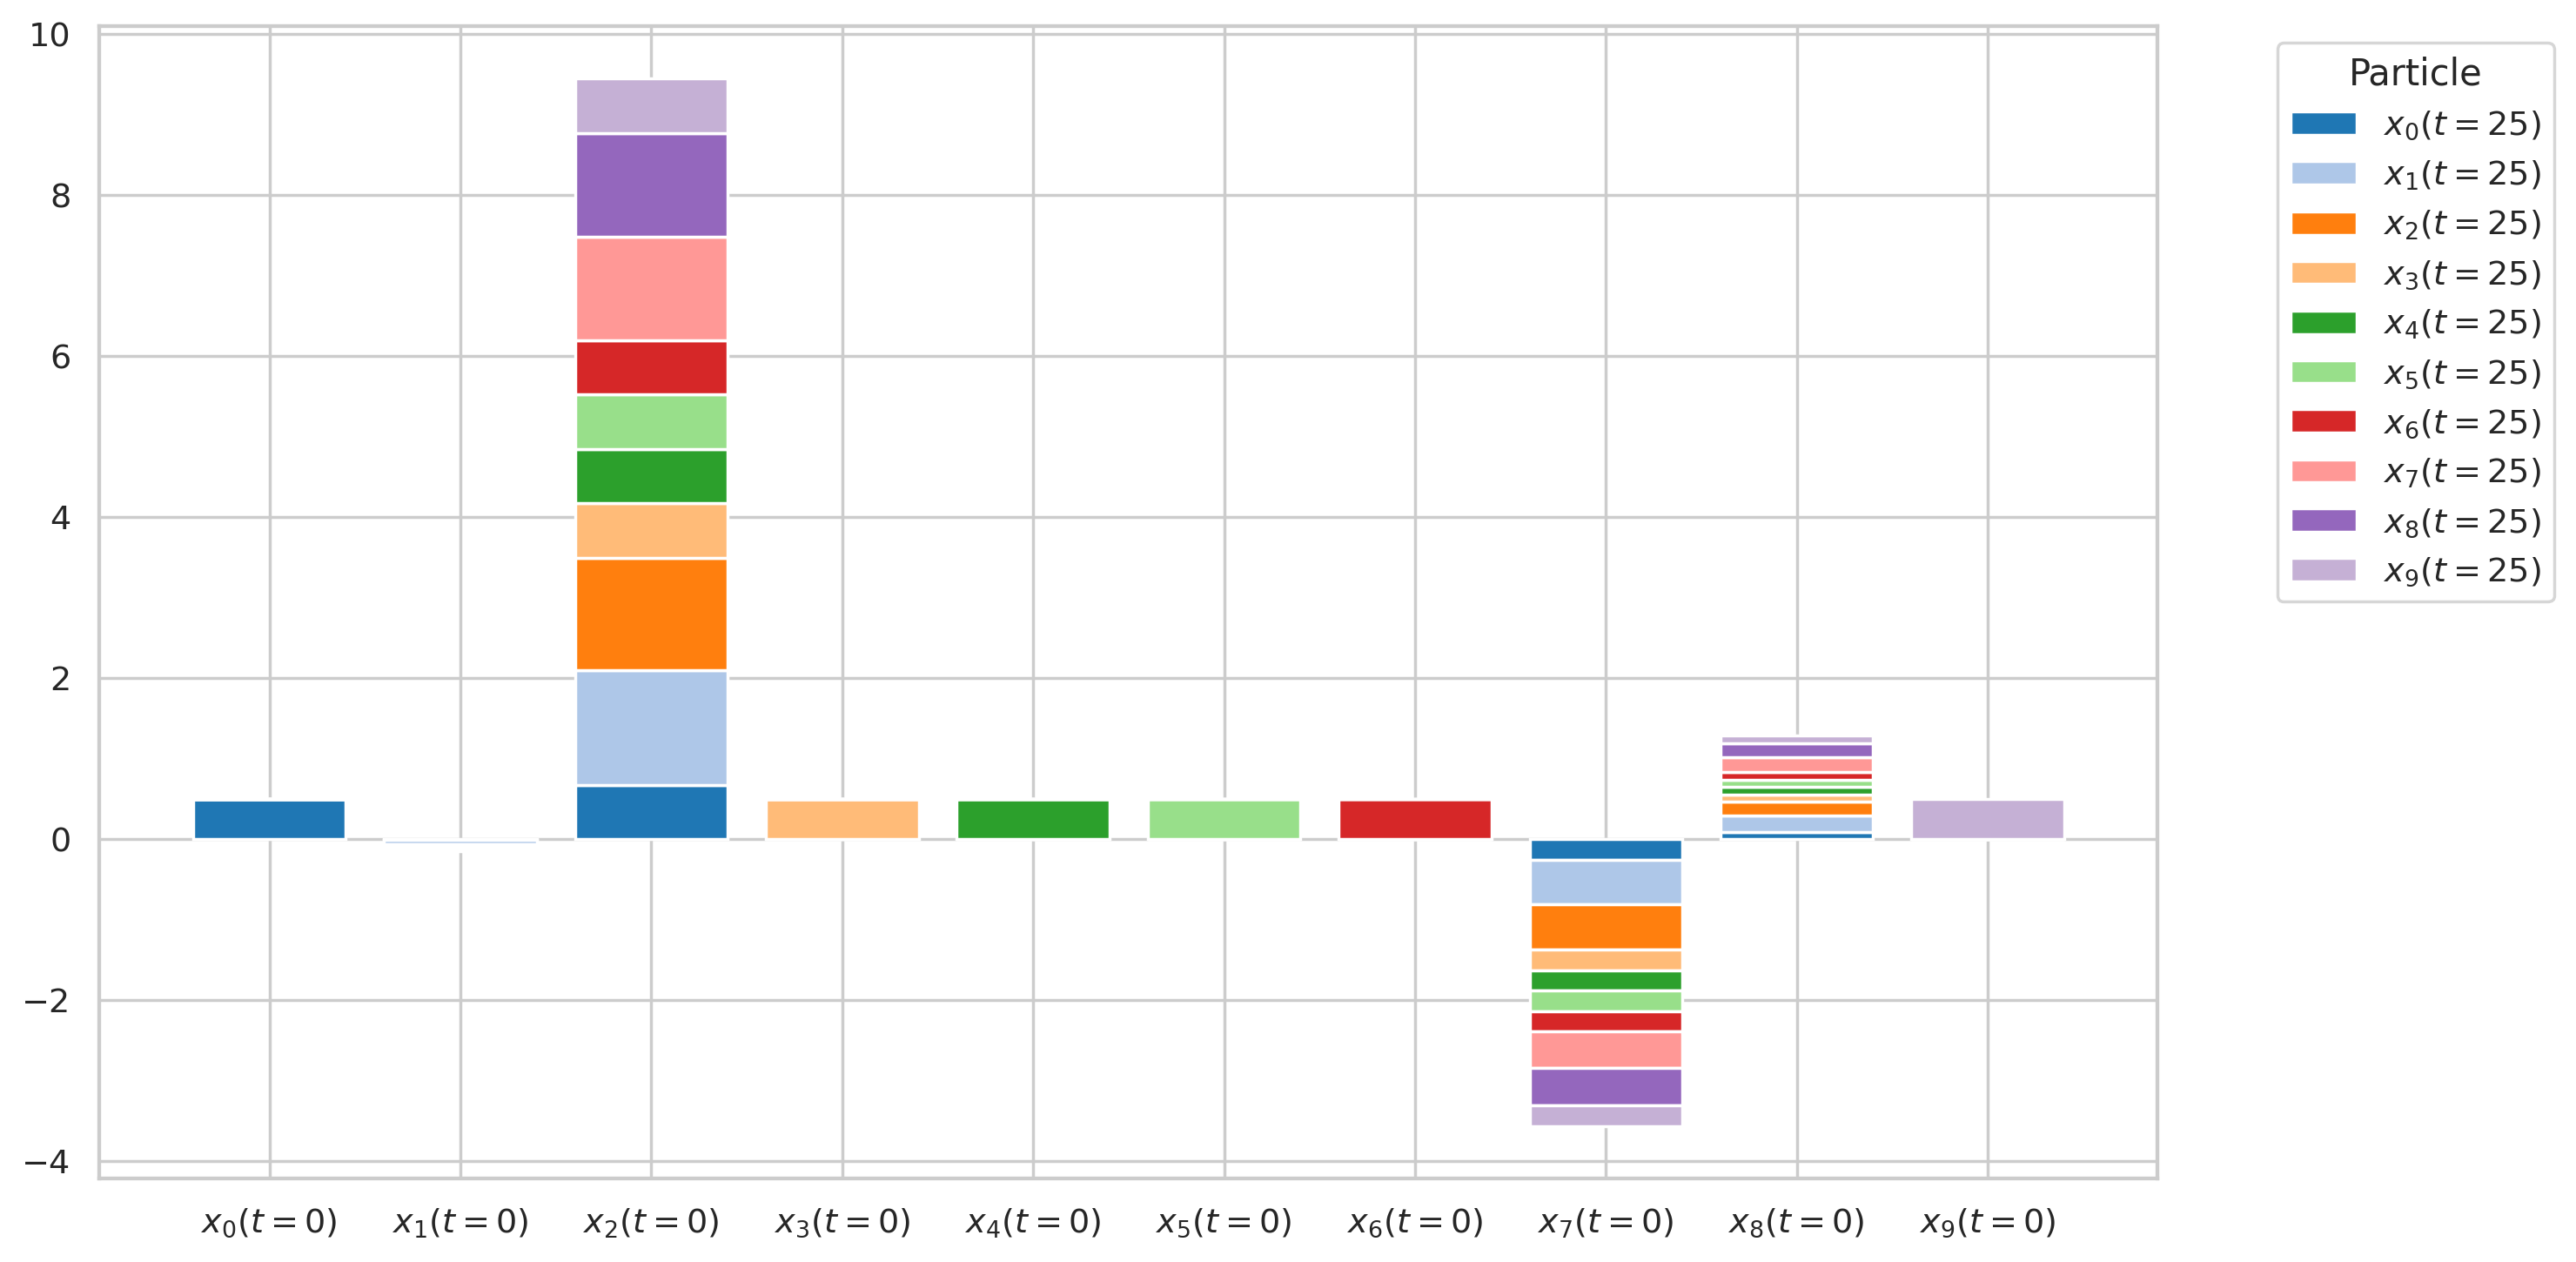 10
8
6
4
2
0
−2
−4
x₀(t = 0) x₁(t = 0) x₂(t = 0) x₃(t = 0) x₄(t = 0) x₅(t = 0) x₆(t = 0) x₇(t = 0) x₈(t = 0) x₉(t = 0)
Particle
x₀(t = 25)
x₁(t = 25)
x₂(t = 25)
x₃(t = 25)
x₄(t = 25)
x₅(t = 25)
x₆(t = 25)
x₇(t = 25)
x₈(t = 25)
x₉(t = 25)